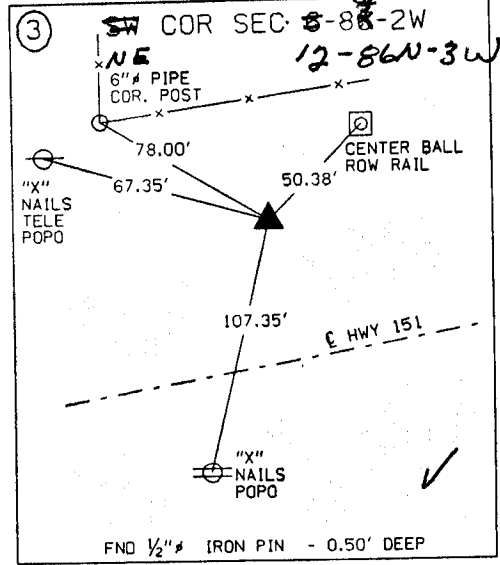 3
SW COR SEC 8-86-2W
NE 12-86N-3W
6"ø PIPE
COR. POST
78.00'
67.35'
"X"
NAILS
TELE
POPO
50.38'
CENTER BALL
ROW RAIL
107.35'
℄ HWY 151
"X"
NAILS
POPO
FND ½"ø IRON PIN - 0.50' DEEP